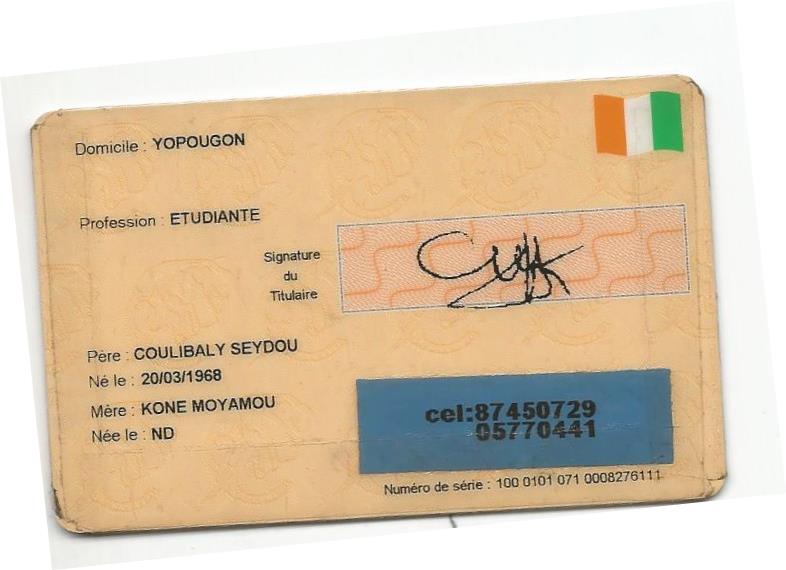 Domicile : YOPOUGON
Profession : ETUDIANTE
Signature
du
Titulaire
Père : COULIBALY SEYDOU
Né le : 20/03/1968
Mère : KONE MOYAMOU
Née le : ND
cel:87450729
05770441
Numéro de série : 100 0101 071 0008276111